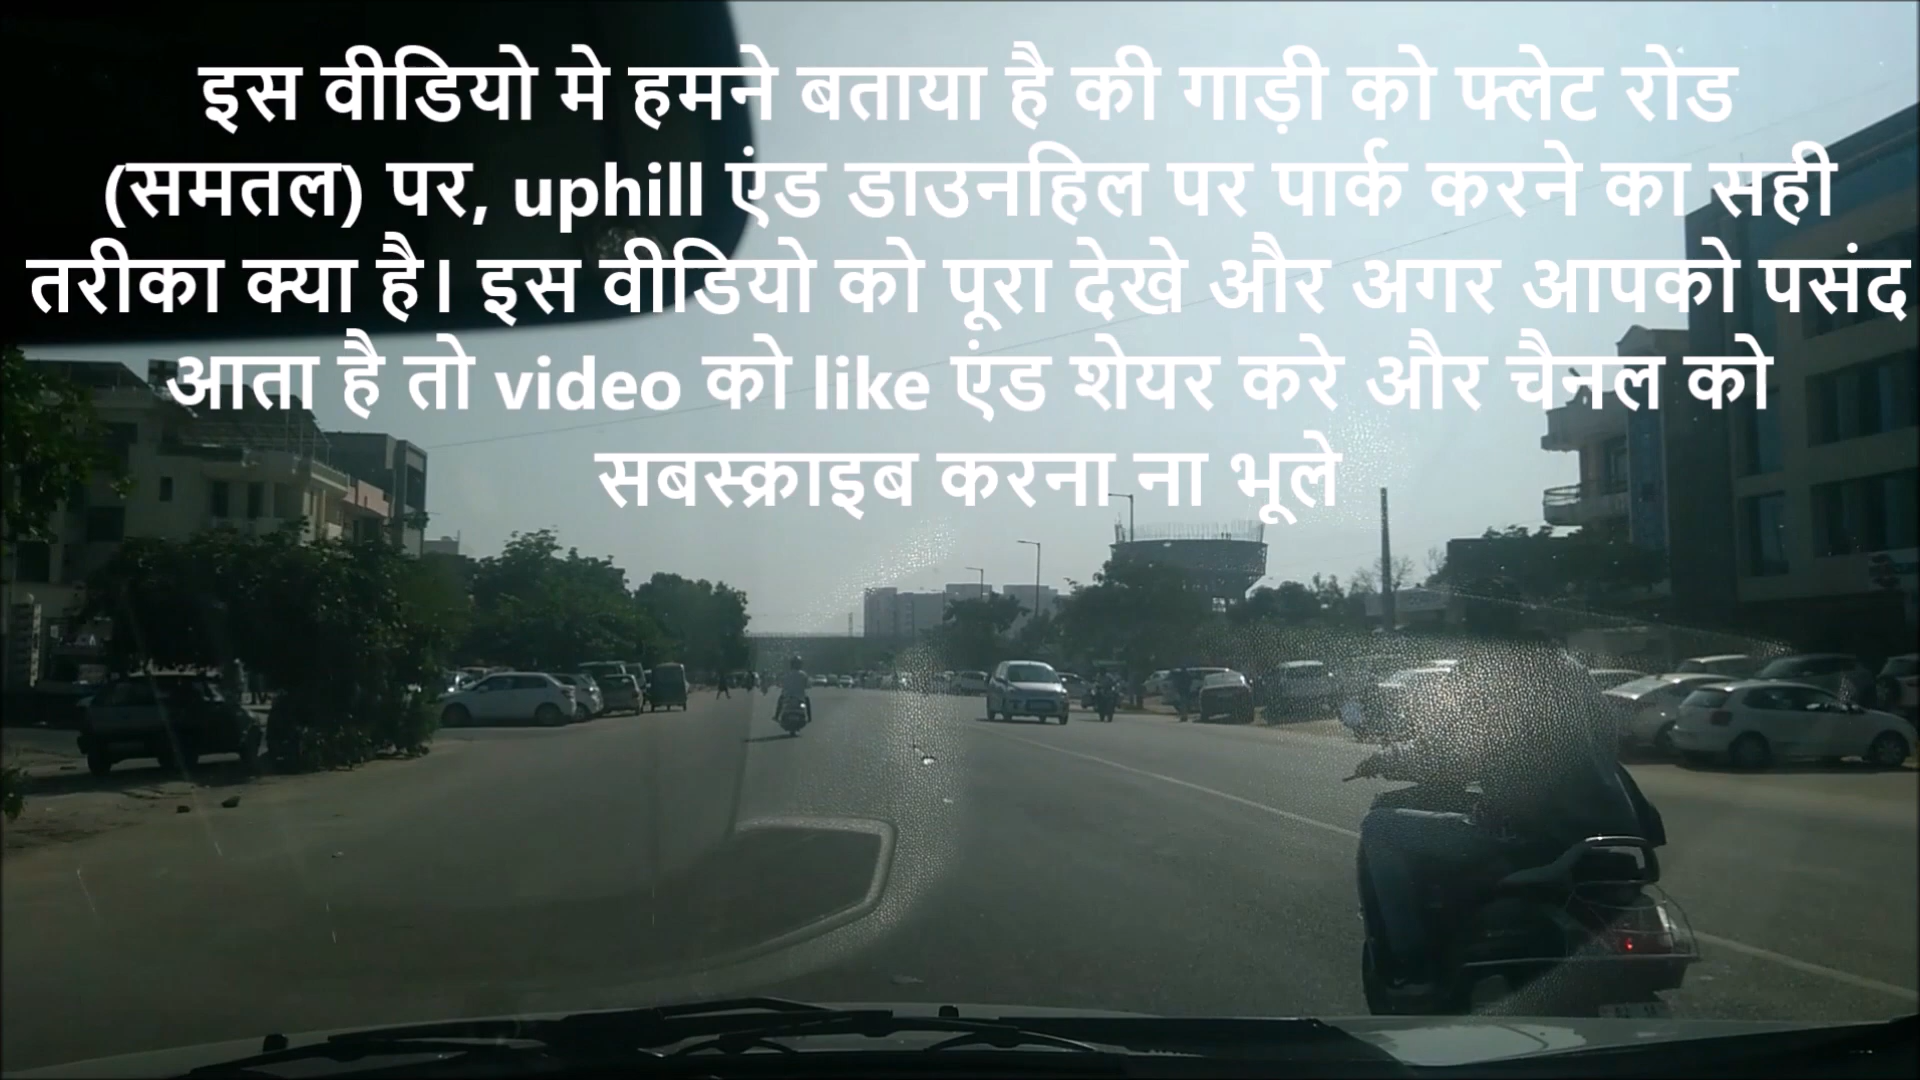 इस वीडियो मे हमने बताया है की गाड़ी को फ्लेट रोड
(समतल) पर, uphill एंड डाउनहिल पर पार्क करने का सही
तरीका क्या है। इस वीडियो को पूरा देखे और अगर आपको पसंद
आता है तो video को like एंड शेयर करे और चैनल को
सबस्क्राइब करना ना भूले